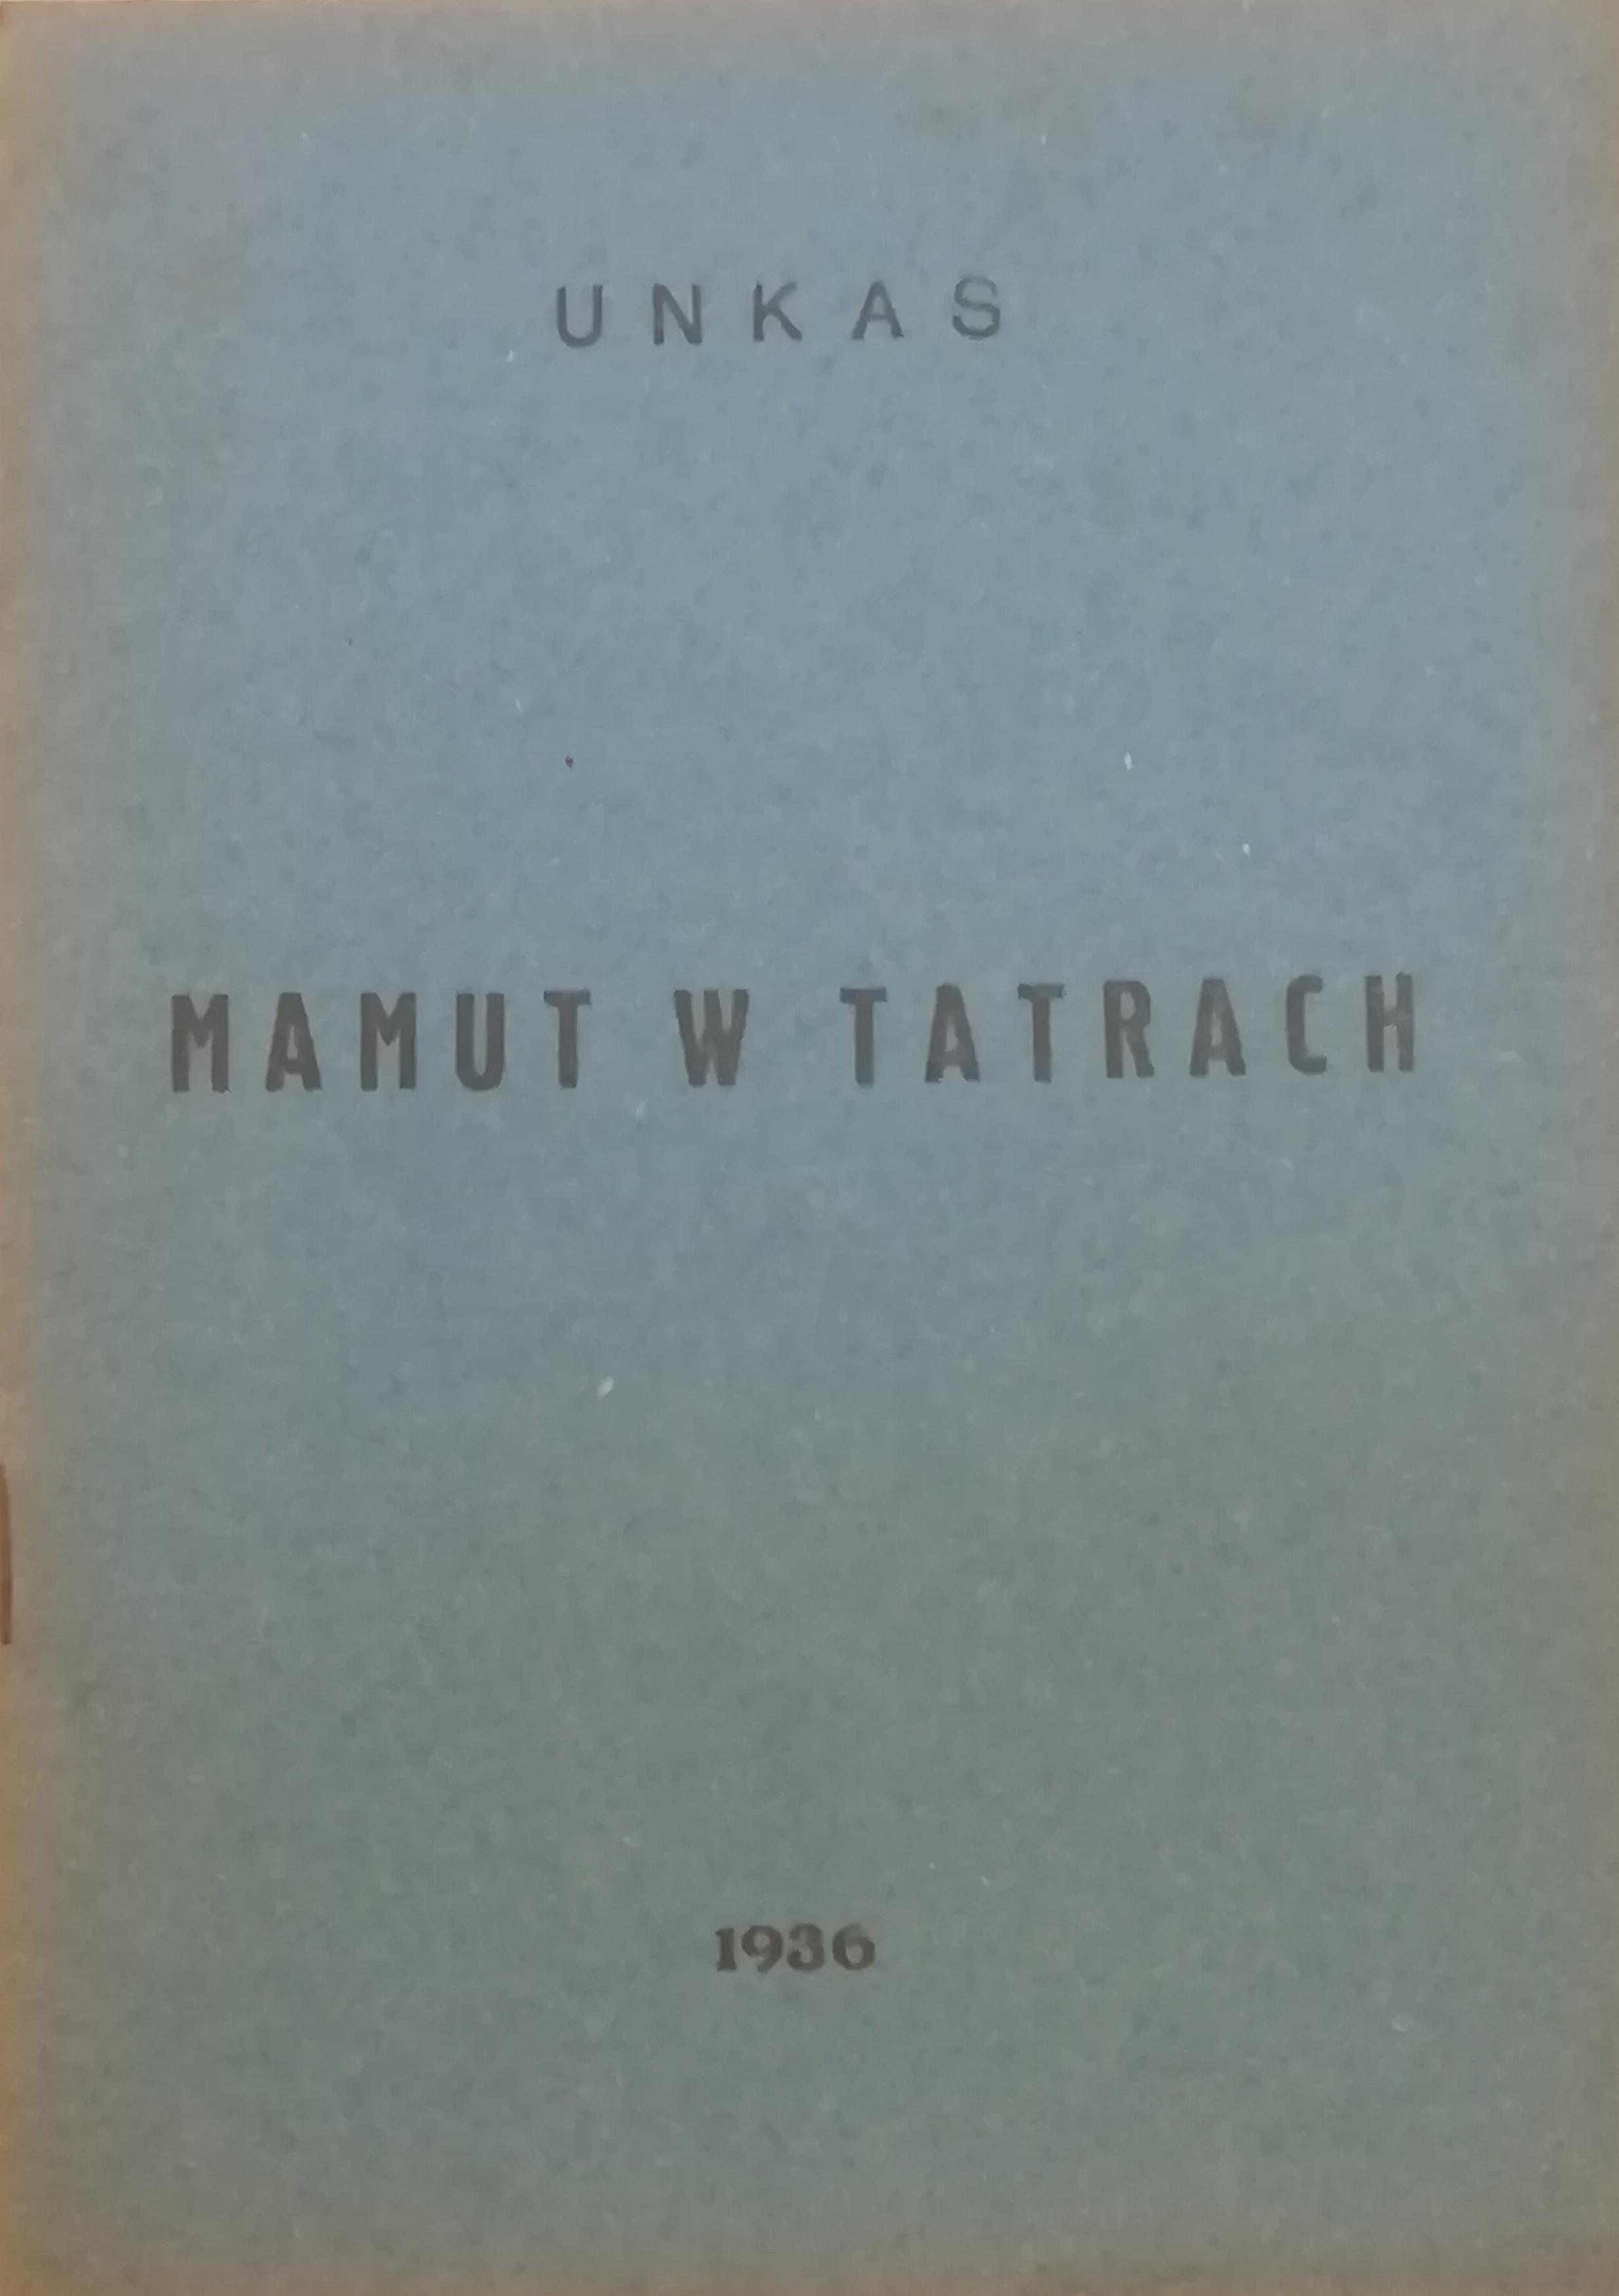 UNKAS
MAMUT W TATRACH
1936